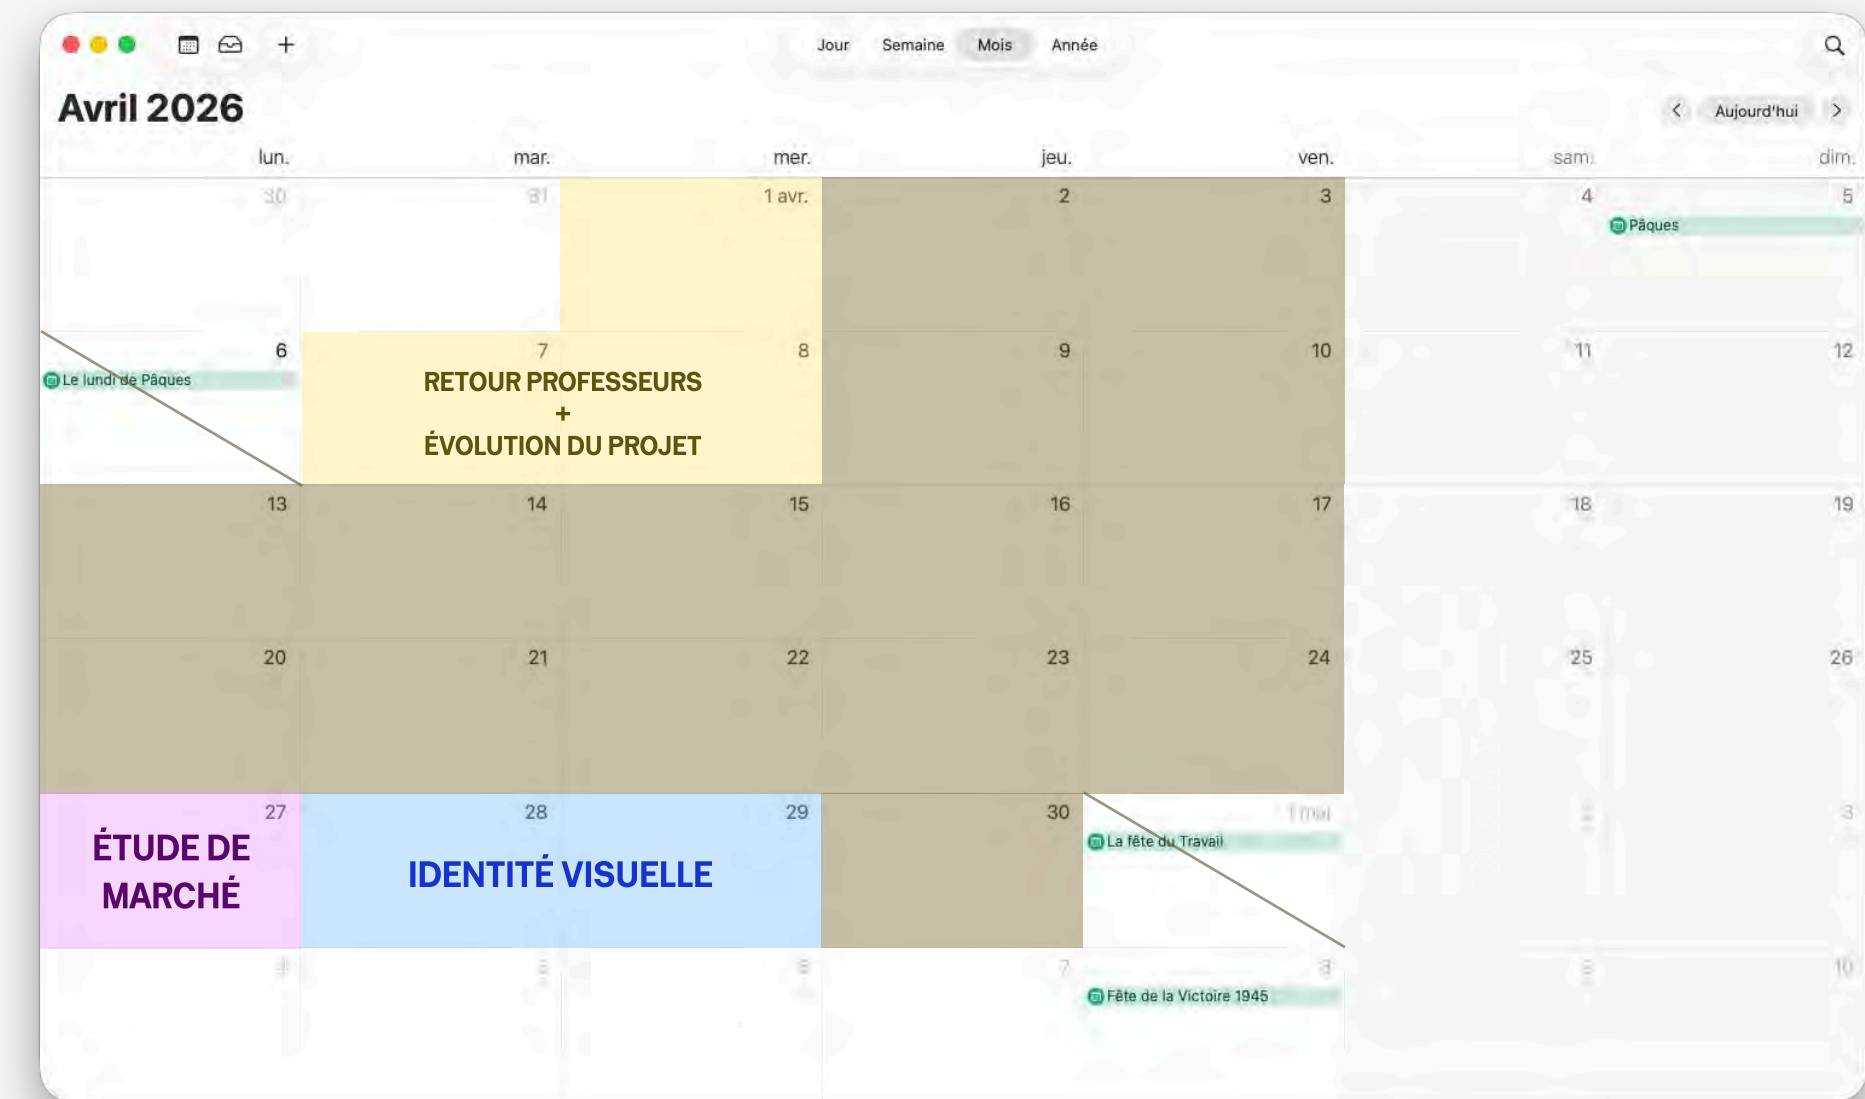 Jour Semaine Mois Année
Avril 2026
Aujourd'hui
lun. mar. mer. jeu. ven. sam. dim.
30 31 1 avr. 2 3 4 5
Pâques
6 7 8 9 10 11 12
Le lundi de Pâques
RETOUR PROFESSEURS
+
ÉVOLUTION DU PROJET
13 14 15 16 17 18 19
20 21 22 23 24 25 26
27 28 29 30 1 mai 3
La fête du Travail
ÉTUDE DE
MARCHÉ
IDENTITÉ VISUELLE
7 10
Fête de la Victoire 1945